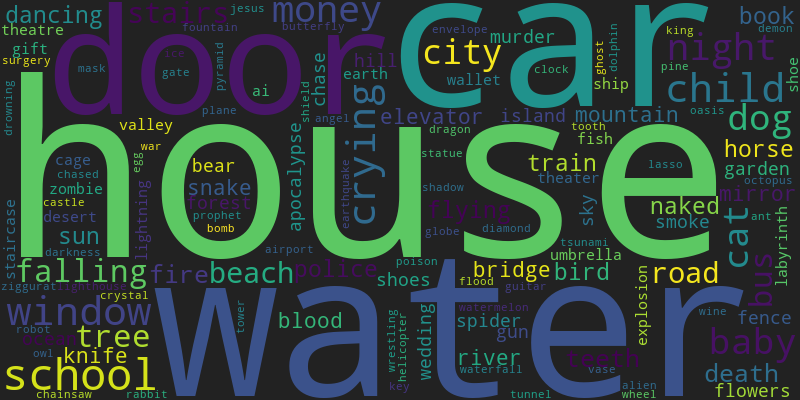 dancing
stairs
jesus
money
car
king
book
theatre
fountain
butterfly
envelope
murder
demon
gift
door
ice
hill
city
ghost
dolphin
night
surgery
mask
gate
pyramid
chase
earth
wallet
clock
ship
pine
child
shoe
ai
plane
shield
angel
elevator
island
mountain
oasis
dog
drowning
valley
war
apocalypse
crying
dragon
tooth
fish
horse
house
cage
chased
zombie
castle
egg
bear
snake
forest
prophet
bomb
statue
train
theater
lasso
garden
octopus
mirror
desert
lightning
earthquake
shadow
flying
diamond
globe
sky
naked
smoke
cat
ant
labyrinth
staircase
sun
darkness
airport
tsunami
umbrella
falling
fire
beach
police
poison
shoes
bridge
flood
bird
road
bus
ziggurat
lighthouse
crystal
guitar
explosion
window
water
tower
blood
wrestling
helicopter
wedding
watermelon
spider
gun
wine
fence
robot
tree
owl
knife
river
waterfall
teeth
vase
baby
school
death
chainsaw
rabbit
key
tunnel
alien
wheel
flowers